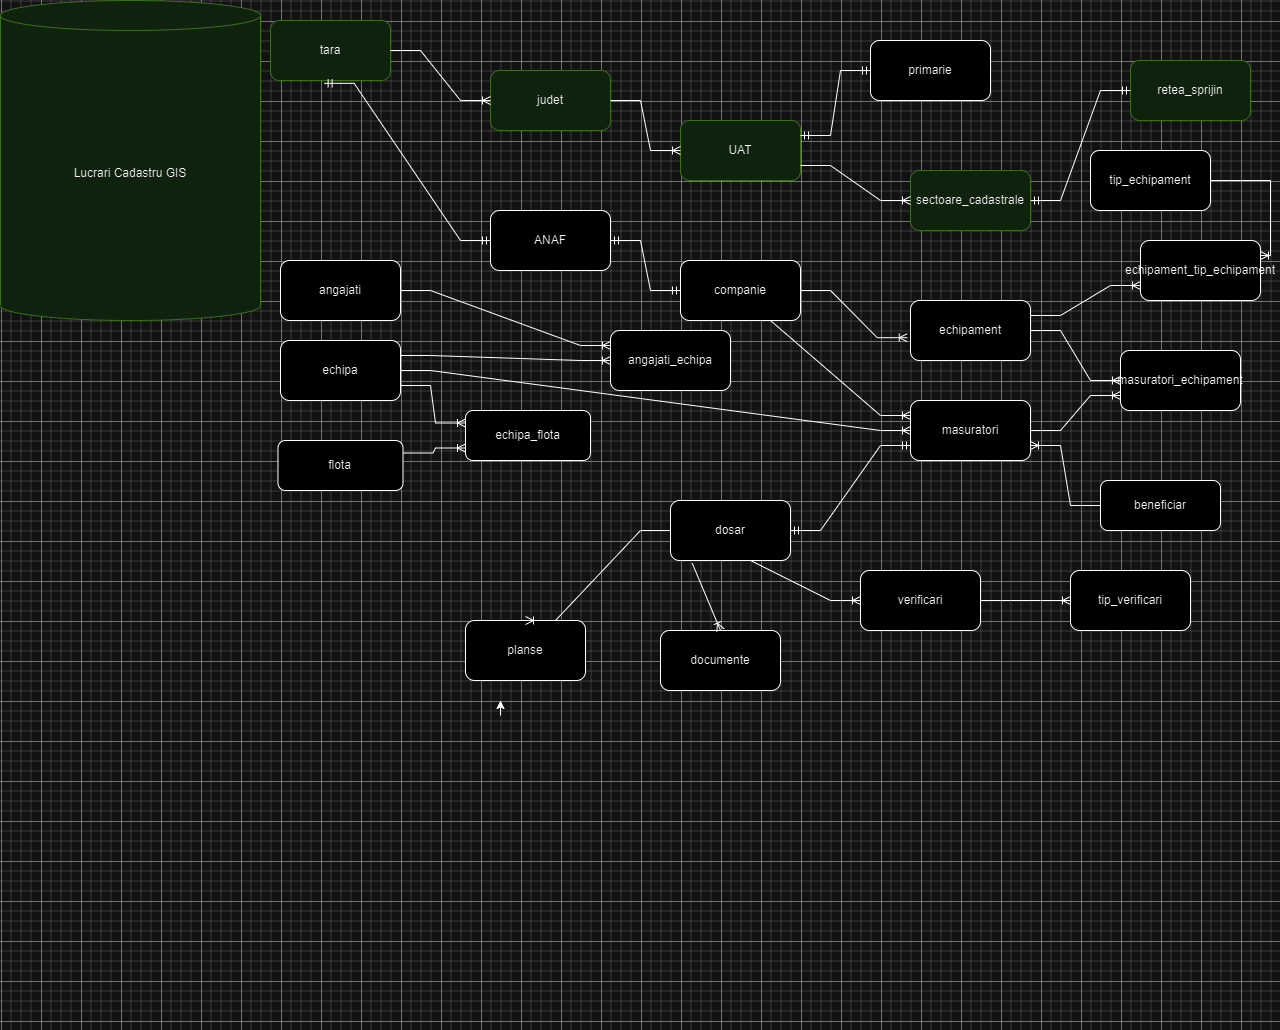 Lucrari Cadastru GIS
tara
judet
UAT
primarie
retea_sprijin
sectoare_cadastrale
tip_echipament
ANAF
companie
echipament_tip_echipament
angajati
echipament
echipa
angajati_echipa
masuratori_echipament
echipa_flota
masuratori
flota
beneficiar
dosar
verificari
tip_verificari
planse
documente